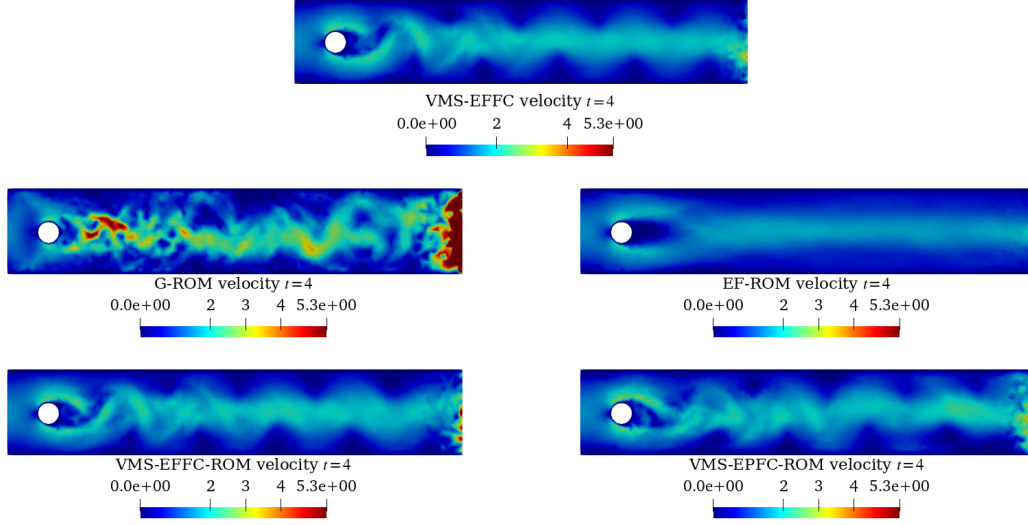 VMS-EFFC velocity t=4
0.0e+00 2 4 5.3e+00
G-ROM velocity t=4
0.0e+00 2 3 4 5.3e+00
EF-ROM velocity t=4
0.0e+00 2 3 4 5.3e+00
VMS-EFFC-ROM velocity t=4
0.0e+00 2 3 4 5.3e+00
VMS-EPFC-ROM velocity t=4
0.0e+00 2 3 4 5.3e+00